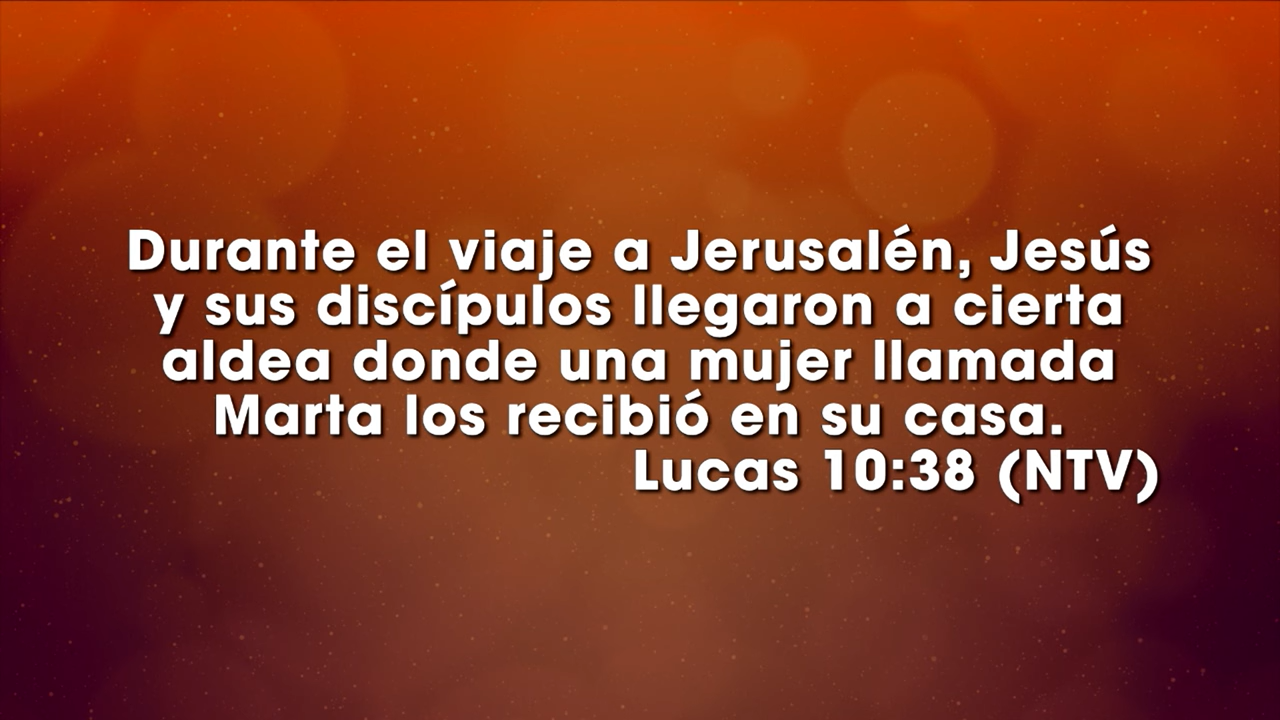 Durante el viaje a Jerusalén, Jesús
y sus discípulos llegaron a cierta
aldea donde una mujer llamada
Marta los recibió en su casa.
Lucas 10:38 (NTV)